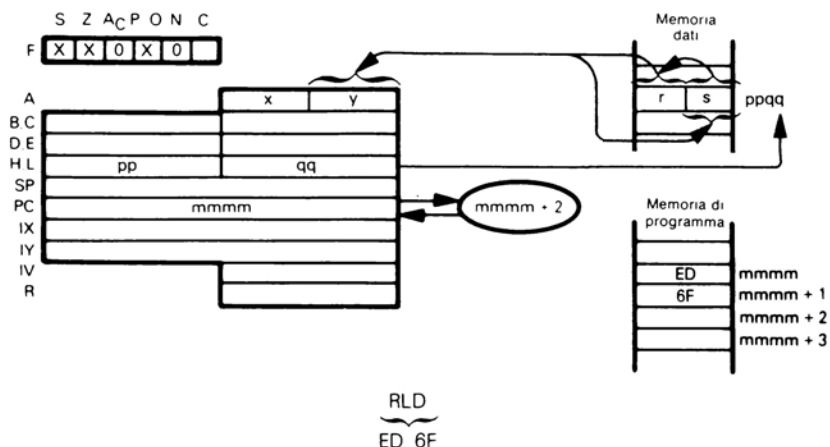 S Z AC P O N C
F X X 0 X 0
Memoria
dati
A x y
r s ppqq
B.C
D.E
H.L pp qq
SP
PC mmmm mmmm + 2
IX
IY
IV
R
Memoria di
programma
ED mmmm
6F mmmm + 1
mmmm + 2
mmmm + 3
RLD
ED 6F